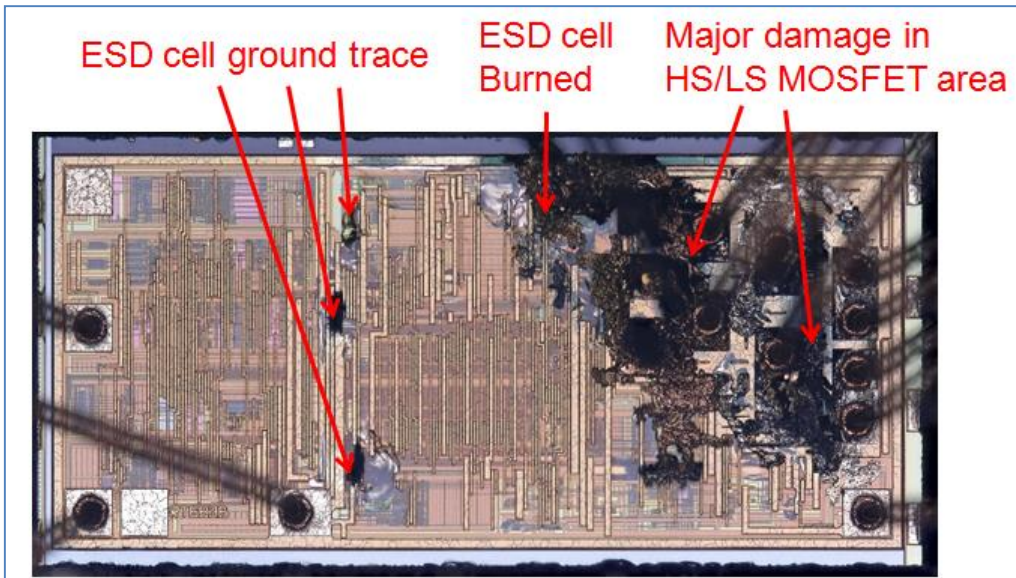 ESD cell ground trace
ESD cell
Burned
Major damage in
HS/LS MOSFET area